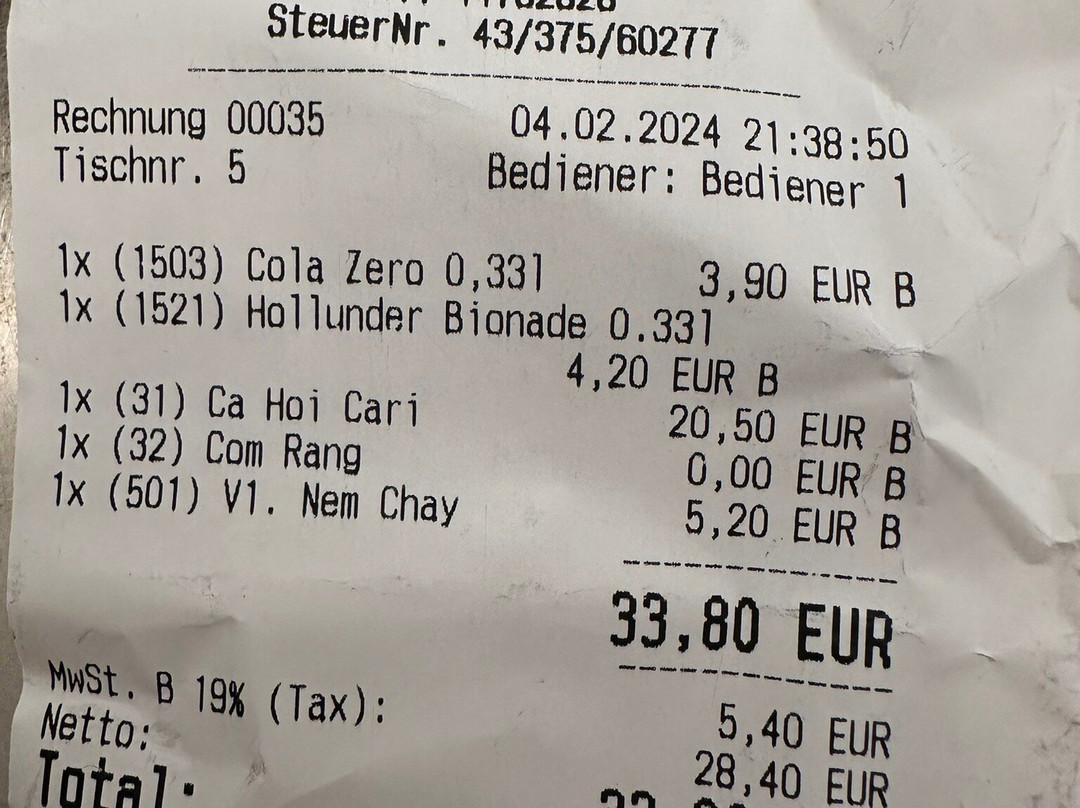 SteuerNr. 43/375/60277
Rechnung 00035 04.02.2024 21:38:50
Tischnr. 5 Bediener: Bediener 1
1x (1503) Cola Zero 0,33l 3,90 EUR B
1x (1521) Hollunder Bionade 0.33l
4,20 EUR B
1x (31) Ca Hoi Cari 20,50 EUR B
1x (32) Com Rang 0,00 EUR B
1x (501) V1. Nem Chay 5,20 EUR B
33,80 EUR
MwSt. B 19% (Tax): 5,40 EUR
Netto: 28,40 EUR
Total: